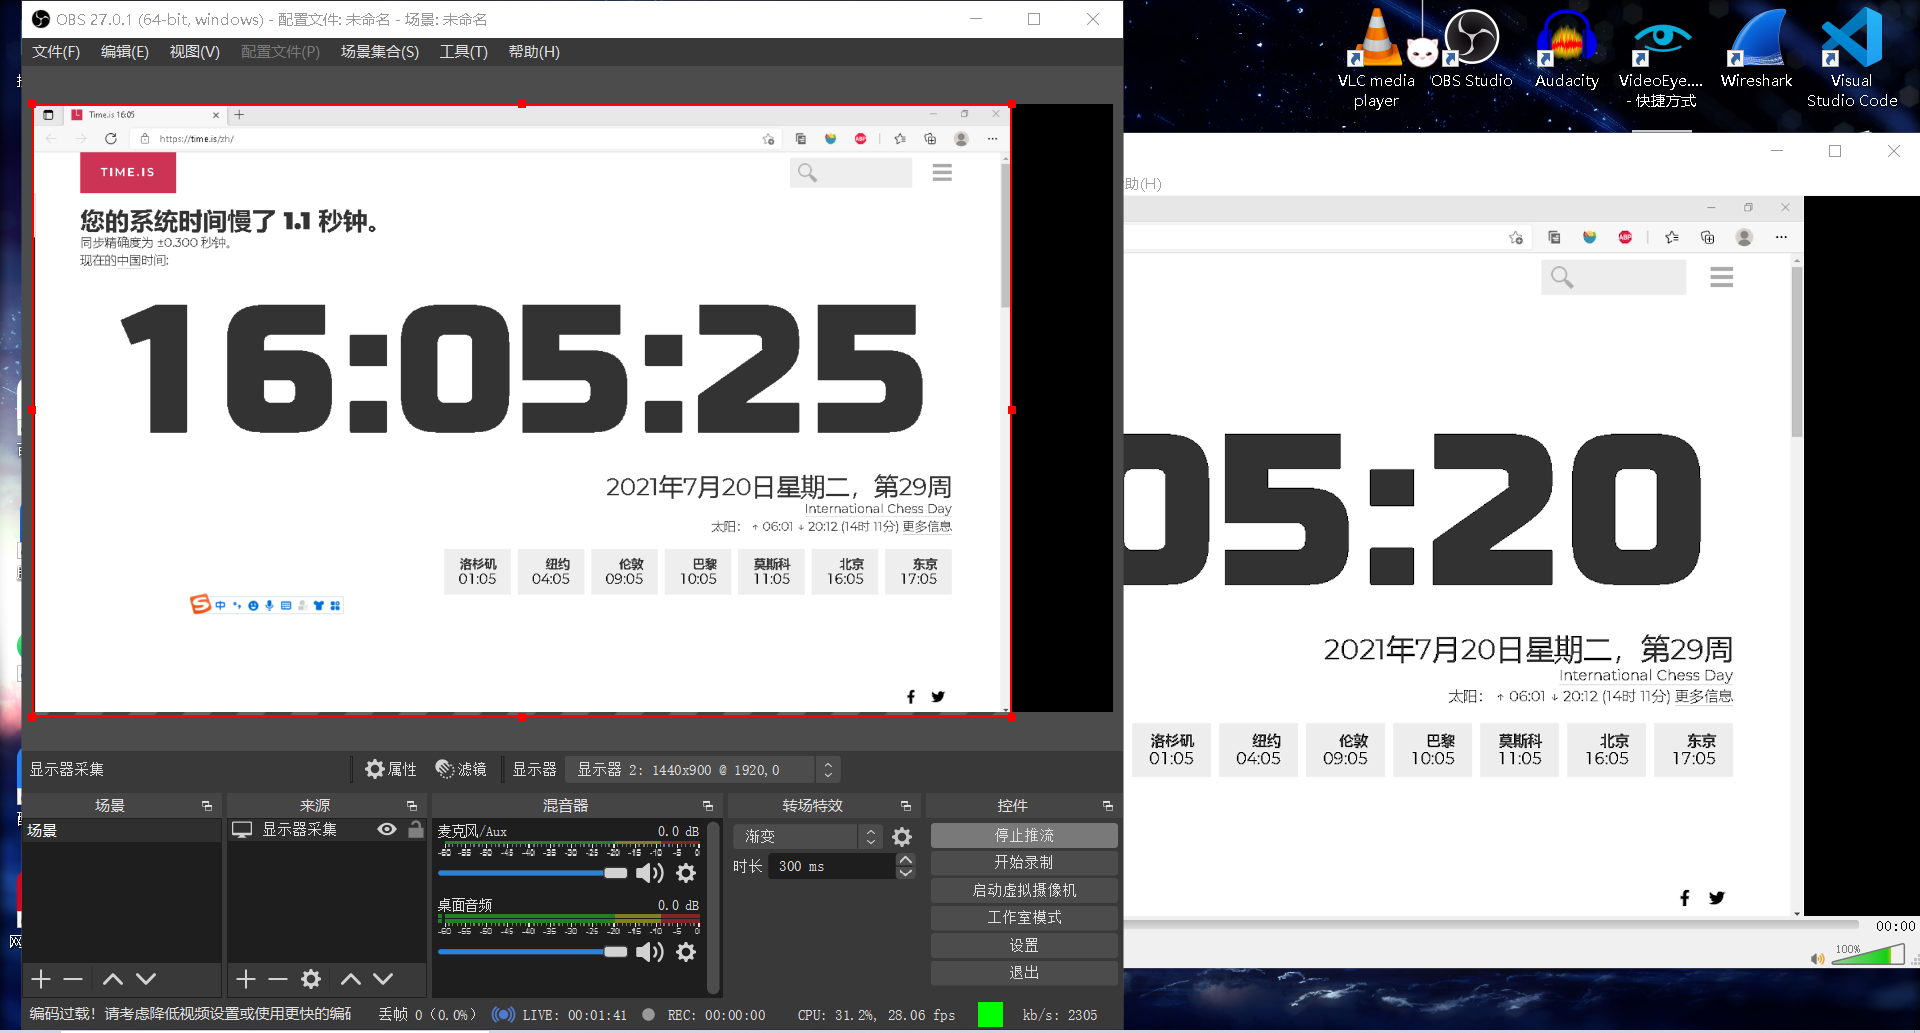 OBS 27.0.1 (64-bit, windows) - 配置文件: 未命名 - 场景: 未命名
文件(F) 编辑(E) 视图(V) 配置文件(P) 场景集合(S) 工具(T) 帮助(H)
Time.is 16:05
https://time.is/zh/
TIME.IS
您的系统时间慢了 1.1 秒钟。
同步精确度为 ±0.300 秒钟。
现在的中国时间:
16:05:25
2021年7月20日星期二，第29周
International Chess Day
太阳： ↑ 06:01 ↓ 20:12 (14时 11分) 更多信息
洛杉矶 纽约 伦敦 巴黎 莫斯科 北京 东京
01:05 04:05 09:05 10:05 11:05 16:05 17:05
中
显示器采集 属性 滤镜 显示器 显示器 2: 1440x900 @ 1920,0
场景 来源 混音器 转场特效 控件
场景
显示器采集
麦克风/Aux 0.0 dB
-60 -55 -50 -45 -40 -35 -30 -25 -20 -15 -10 -5 0
桌面音频 0.0 dB
-60 -55 -50 -45 -40 -35 -30 -25 -20 -15 -10 -5 0
渐变
时长 300 ms
停止推流
开始录制
启动虚拟摄像机
工作室模式
设置
退出
编码过载！请考虑降低视频设置或使用更快的编码 丢帧 0 (0.0%) LIVE: 00:01:41 REC: 00:00:00 CPU: 31.2%, 28.06 fps kb/s: 2305
VLC media player
OBS Studio
Audacity
VideoEye.... - 快捷方式
Wireshark
Visual Studio Code
助(H)
ABP
05:20
2021年7月20日星期二，第29周
International Chess Day
太阳： ↑ 06:01 ↓ 20:12 (14时 11分) 更多信息
洛杉矶 纽约 伦敦 巴黎 莫斯科 北京 东京
01:05 04:05 09:05 10:05 11:05 16:05 17:05
00:00
100%